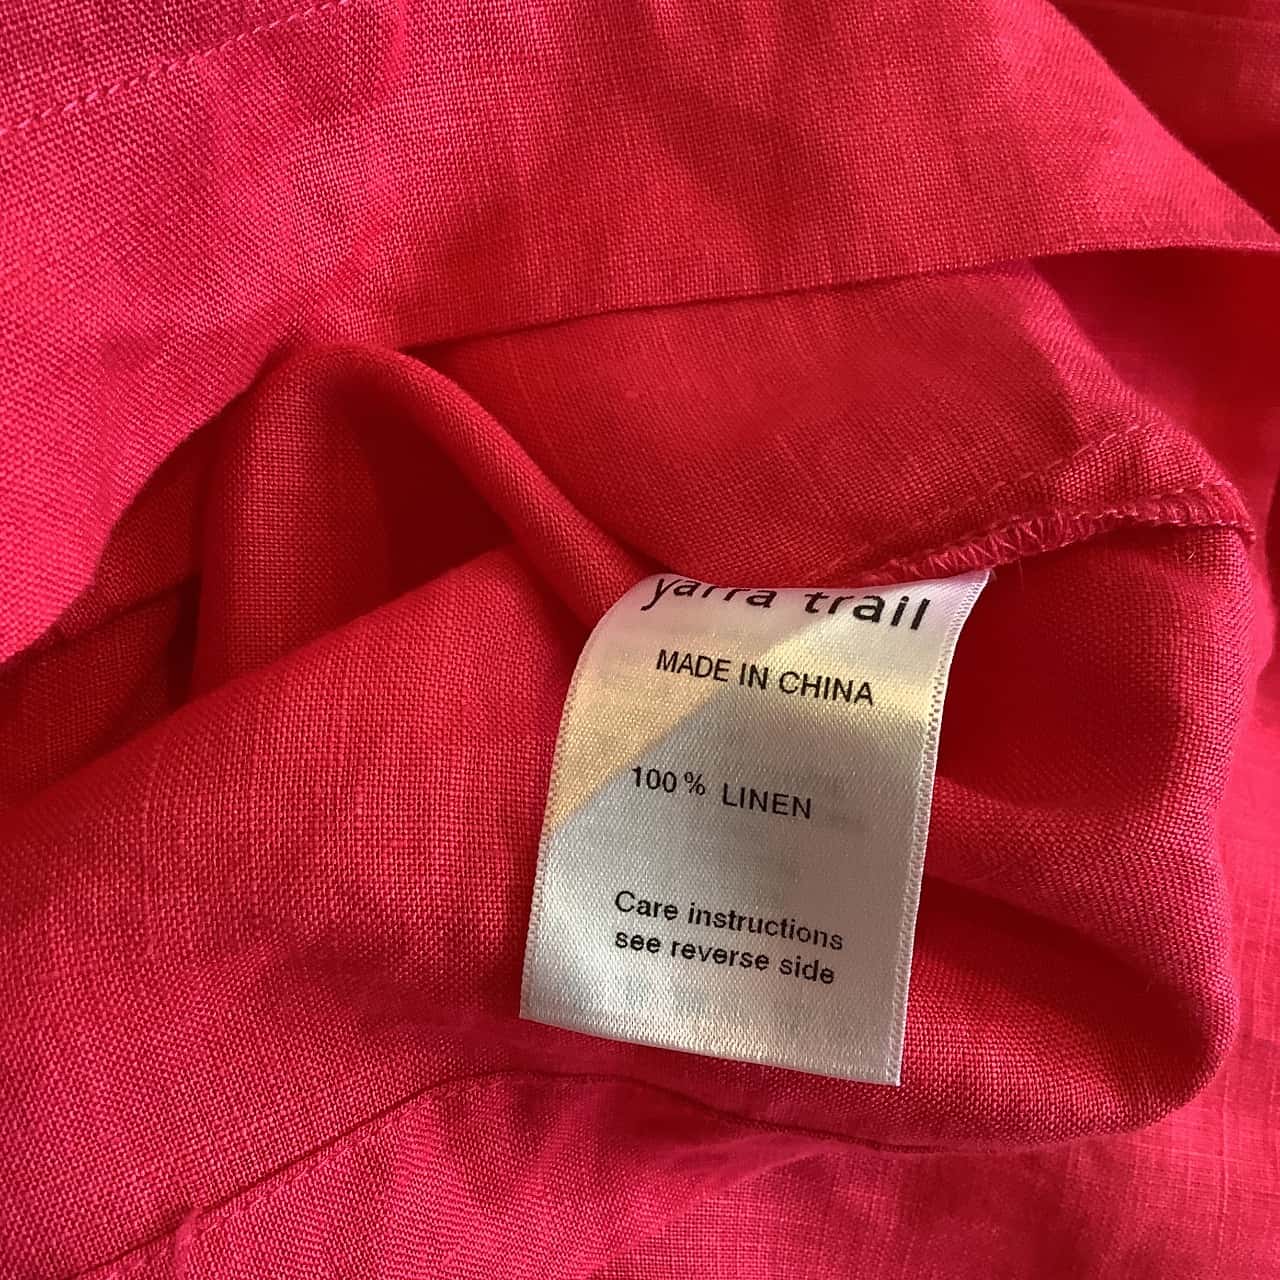 yarra trail
MADE IN CHINA
100% LINEN
Care instructions
see reverse side